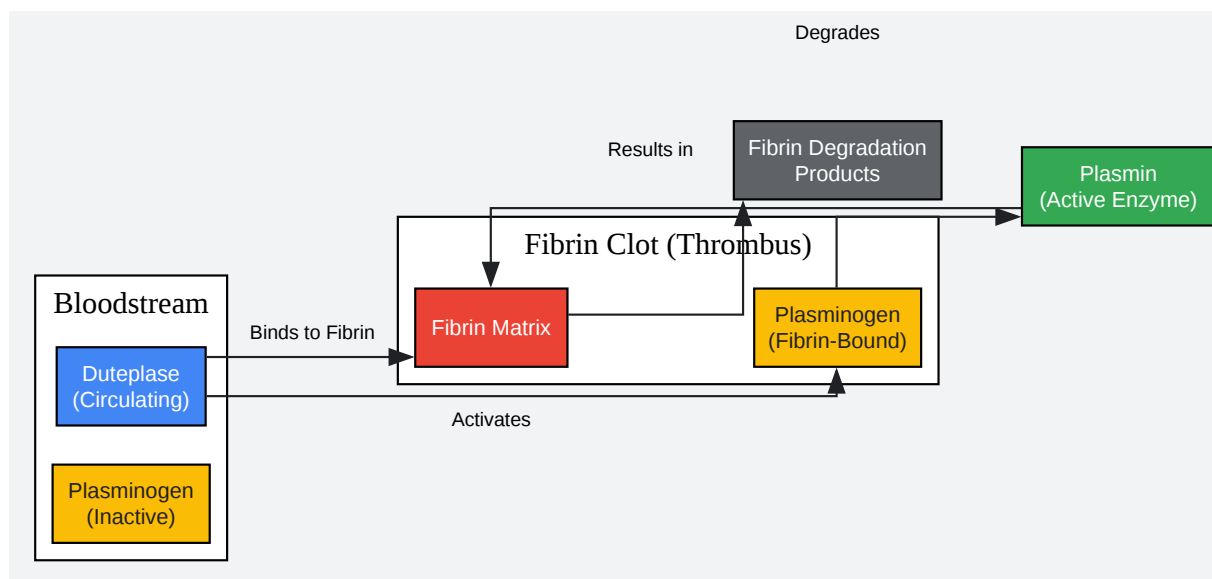 Degrades
Results in
Fibrin Degradation
Products
Plasmin
(Active Enzyme)
Fibrin Clot (Thrombus)
Bloodstream
Binds to Fibrin
Fibrin Matrix
Plasminogen
(Fibrin-Bound)
Duteplase
(Circulating)
Activates
Plasminogen
(Inactive)